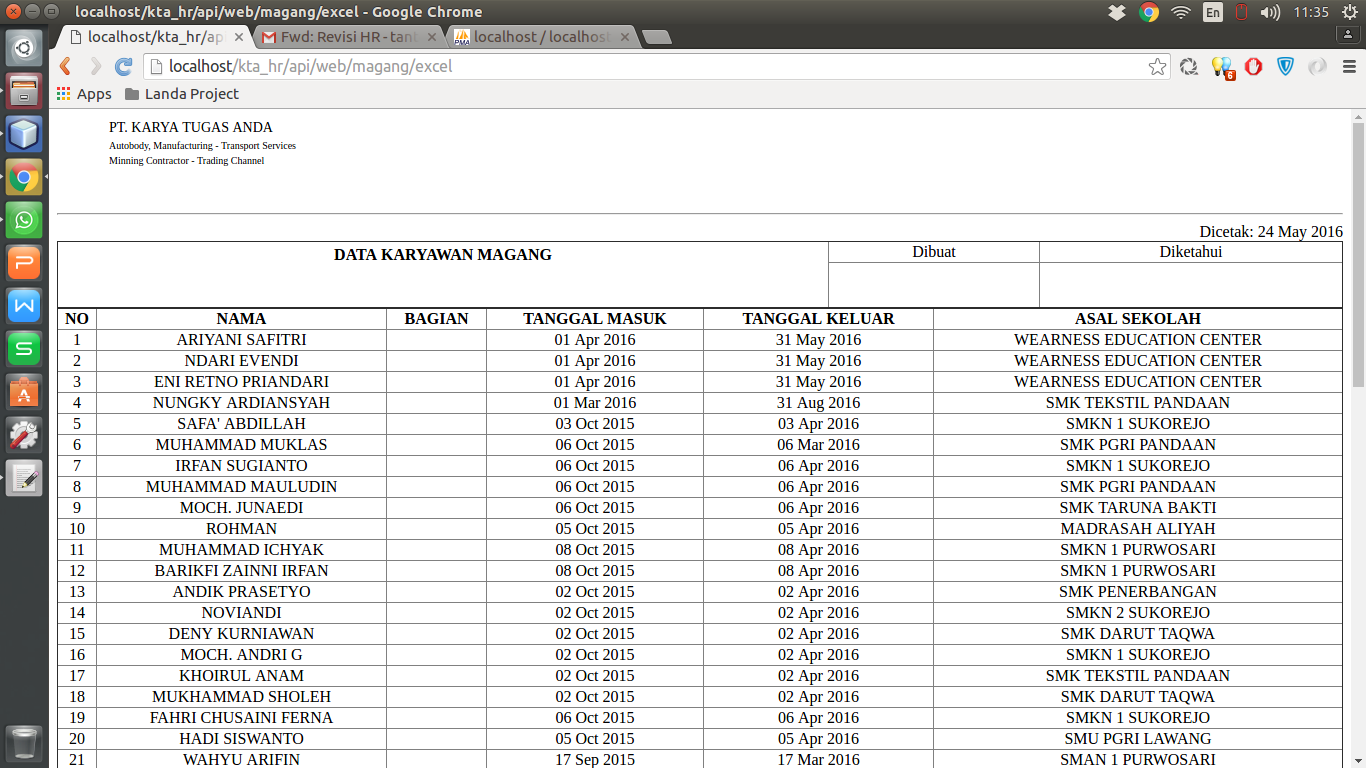 localhost/kta_hr/api/web/magang/excel - Google Chrome
En
11:35
localhost/kta_hr/ap
Fwd: Revisi HR - tant
localhost / localhost
localhost/kta_hr/api/web/magang/excel
6
Apps
Landa Project
PT. KARYA TUGAS ANDA
Autobody, Manufacturing - Transport Services
Minning Contractor - Trading Channel
Dicetak: 24 May 2016
DATA KARYAWAN MAGANG Dibuat Diketahui
NO NAMA BAGIAN TANGGAL MASUK TANGGAL KELUAR ASAL SEKOLAH
1 ARIYANI SAFITRI 01 Apr 2016 31 May 2016 WEARNESS EDUCATION CENTER
2 NDARI EVENDI 01 Apr 2016 31 May 2016 WEARNESS EDUCATION CENTER
3 ENI RETNO PRIANDARI 01 Apr 2016 31 May 2016 WEARNESS EDUCATION CENTER
4 NUNGKY ARDIANSYAH 01 Mar 2016 31 Aug 2016 SMK TEKSTIL PANDAAN
5 SAFA' ABDILLAH 03 Oct 2015 03 Apr 2016 SMKN 1 SUKOREJO
6 MUHAMMAD MUKLAS 06 Oct 2015 06 Mar 2016 SMK PGRI PANDAAN
7 IRFAN SUGIANTO 06 Oct 2015 06 Apr 2016 SMKN 1 SUKOREJO
8 MUHAMMAD MAULUDIN 06 Oct 2015 06 Apr 2016 SMK PGRI PANDAAN
9 MOCH. JUNAEDI 06 Oct 2015 06 Apr 2016 SMK TARUNA BAKTI
10 ROHMAN 05 Oct 2015 05 Apr 2016 MADRASAH ALIYAH
11 MUHAMMAD ICHYAK 08 Oct 2015 08 Apr 2016 SMKN 1 PURWOSARI
12 BARIKFI ZAINNI IRFAN 08 Oct 2015 08 Apr 2016 SMKN 1 PURWOSARI
13 ANDIK PRASETYO 02 Oct 2015 02 Apr 2016 SMK PENERBANGAN
14 NOVIANDI 02 Oct 2015 02 Apr 2016 SMKN 2 SUKOREJO
15 DENY KURNIAWAN 02 Oct 2015 02 Apr 2016 SMK DARUT TAQWA
16 MOCH. ANDRI G 02 Oct 2015 02 Apr 2016 SMKN 1 SUKOREJO
17 KHOIRUL ANAM 02 Oct 2015 02 Apr 2016 SMK TEKSTIL PANDAAN
18 MUKHAMMAD SHOLEH 02 Oct 2015 02 Apr 2016 SMK DARUT TAQWA
19 FAHRI CHUSAINI FERNA 06 Oct 2015 06 Apr 2016 SMKN 1 SUKOREJO
20 HADI SISWANTO 05 Oct 2015 05 Apr 2016 SMU PGRI LAWANG
21 WAHYU ARIFIN 17 Sep 2015 17 Mar 2016 SMAN 1 PURWOSARI